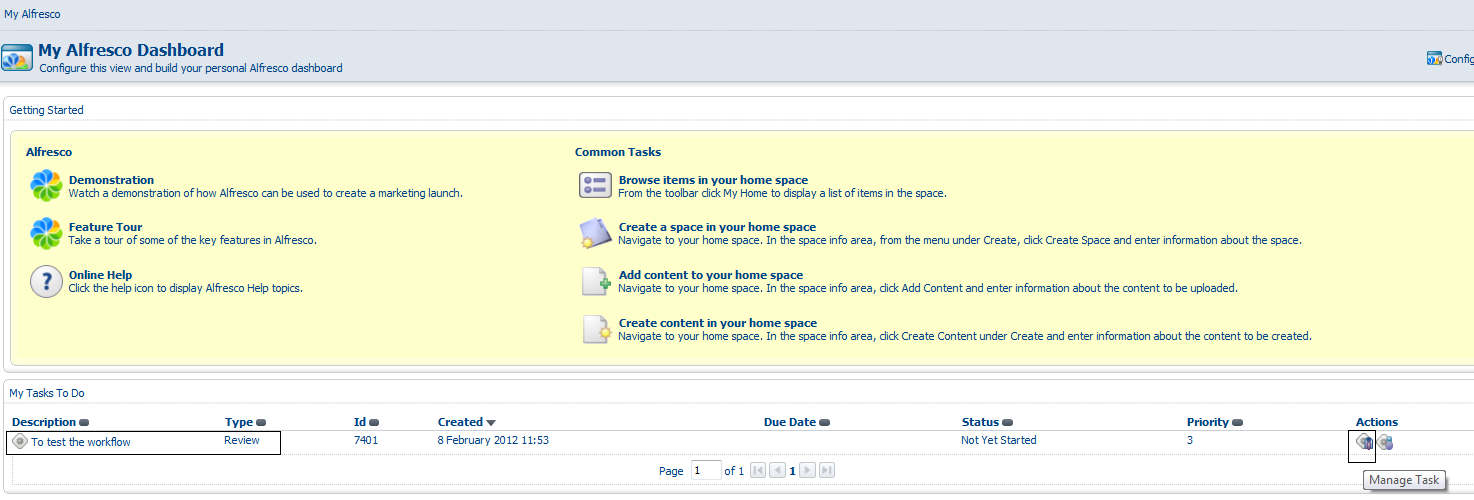 My Alfresco
My Alfresco Dashboard
Configure this view and build your personal Alfresco dashboard
Config
Getting Started
Alfresco
Demonstration
Watch a demonstration of how Alfresco can be used to create a marketing launch.
Feature Tour
Take a tour of some of the key features in Alfresco.
Online Help
Click the help icon to display Alfresco Help topics.
Common Tasks
Browse items in your home space
From the toolbar click My Home to display a list of items in the space.
Create a space in your home space
Navigate to your home space. In the space info area, from the menu under Create, click Create Space and enter information about the space.
Add content to your home space
Navigate to your home space. In the space info area, click Add Content and enter information about the content to be uploaded.
Create content in your home space
Navigate to your home space. In the space info area, click Create Content under Create and enter information about the content to be created.
My Tasks To Do
Description Type Id Created Due Date Status Priority Actions
To test the workflow Review 7401 8 February 2012 11:53 Not Yet Started 3
Page 1 of 1 1
Manage Task